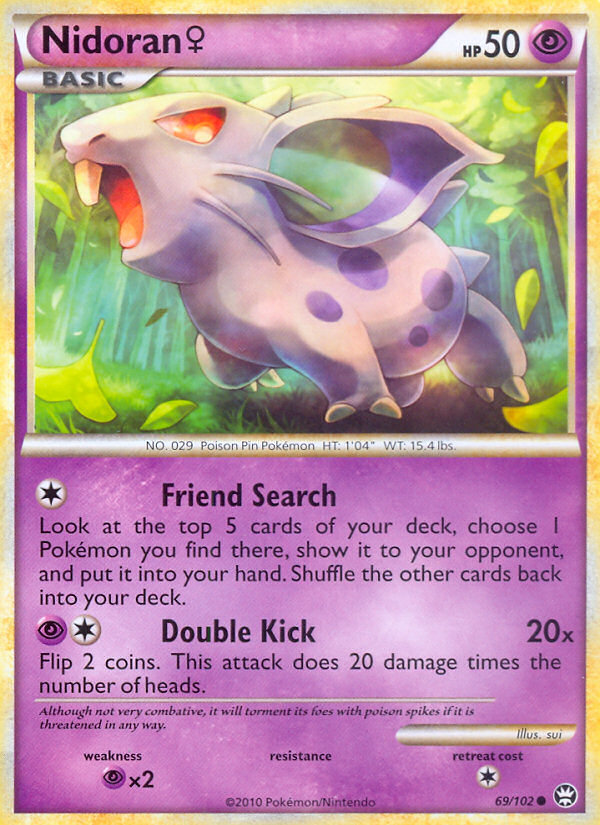 Nidoran♀ HP 50
BASIC
NO. 029 Poison Pin Pokémon HT: 1'04" WT: 15.4 lbs.
Friend Search
Look at the top 5 cards of your deck, choose 1
Pokémon you find there, show it to your opponent,
and put it into your hand. Shuffle the other cards back
into your deck.
Double Kick 20x
Flip 2 coins. This attack does 20 damage times the
number of heads.
Although not very combative, it will torment its foes with poison spikes if it is
threatened in any way.
Illus. sui
weakness resistance retreat cost
×2
©2010 Pokémon/Nintendo 69/102